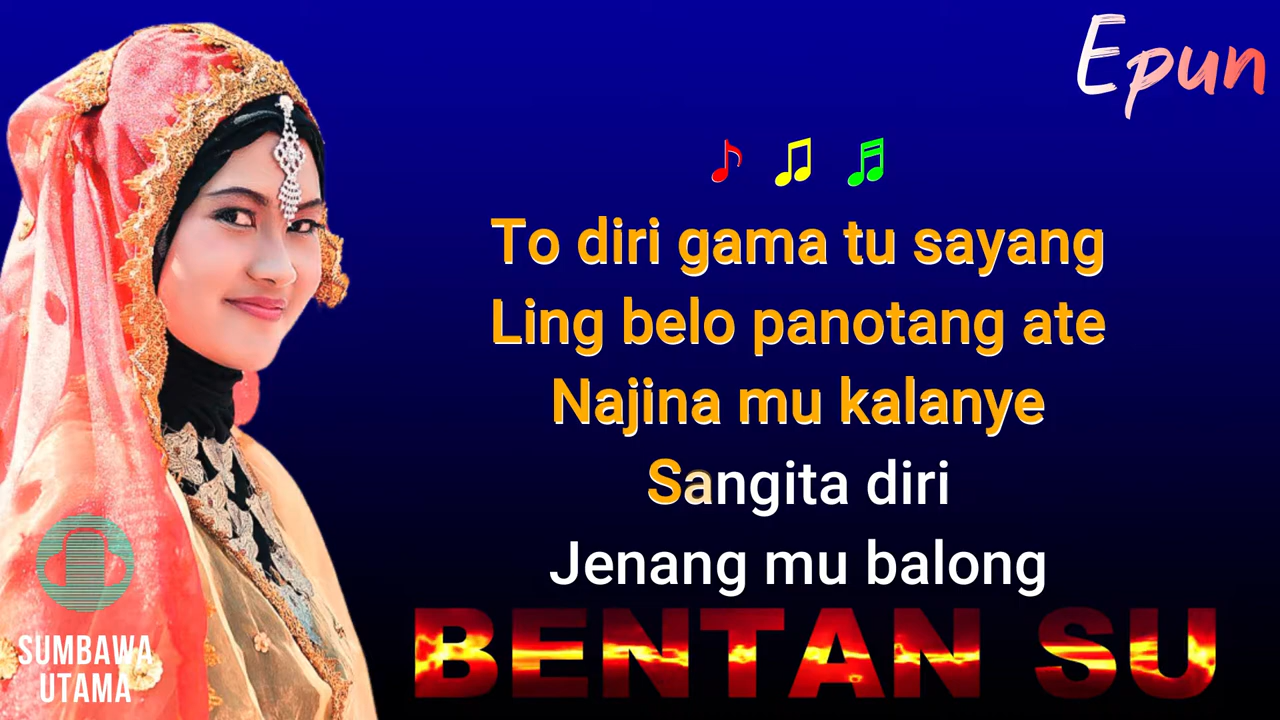 Epun
To diri gama tu sayang
Ling belo panotang ate
Najina mu kalanye
Sangita diri
Jenang mu balong
BENTAN SU
SUMBAWA
UTAMA